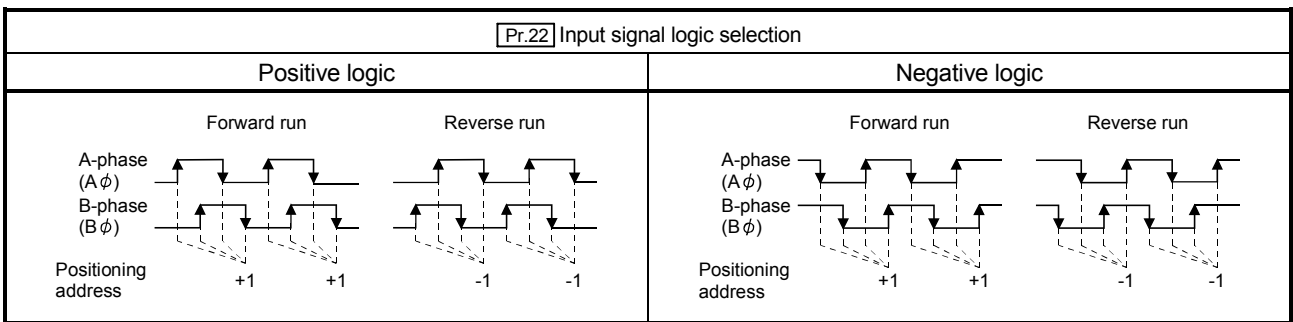 Pr.22 Input signal logic selection
Positive logic
Negative logic
Forward run
Reverse run
A-phase
(Aϕ)
B-phase
(Bϕ)
Positioning
address
+1
+1
-1
-1
Forward run
Reverse run
A-phase
(Aϕ)
B-phase
(Bϕ)
Positioning
address
+1
+1
-1
-1